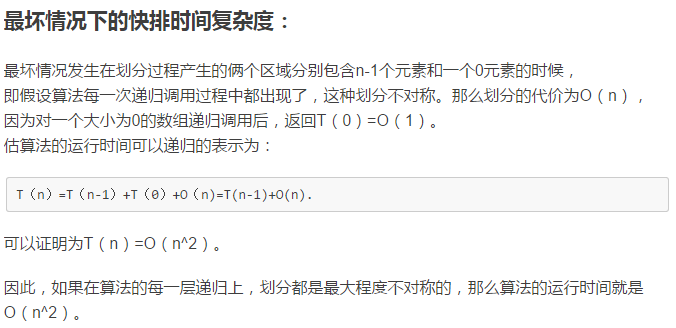 最坏情况下的快排时间复杂度：
最坏情况发生在划分过程产生的俩个区域分别包含n-1个元素和一个0元素的时候，
即假设算法每一次递归调用过程中都出现了，这种划分不对称。那么划分的代价为O（n），
因为对一个大小为0的数组递归调用后，返回T（0）=O（1）。
估算法的运行时间可以递归的表示为：
T（n）=T（n-1）+T（0）+O（n)=T(n-1)+O(n).
可以证明为T（n）=O（n^2）。
因此，如果在算法的每一层递归上，划分都是最大程度不对称的，那么算法的运行时间就是
O（n^2）。